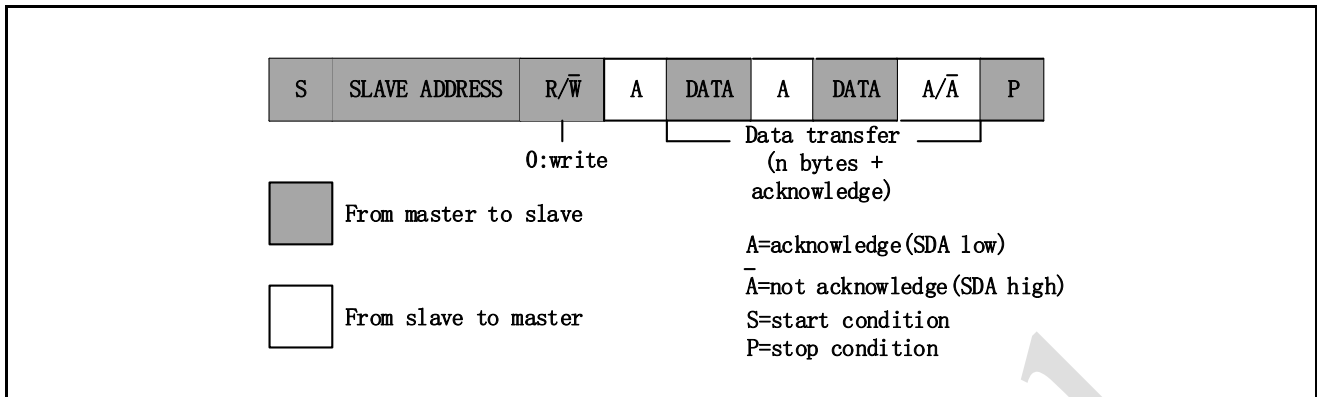 S SLAVE ADDRESS R/W̅ A DATA A DATA A/A̅ P
0:write
Data transfer
(n bytes +
acknowledge)
From master to slave
From slave to master
A=acknowledge(SDA low)
A̅=not acknowledge(SDA high)
S=start condition
P=stop condition